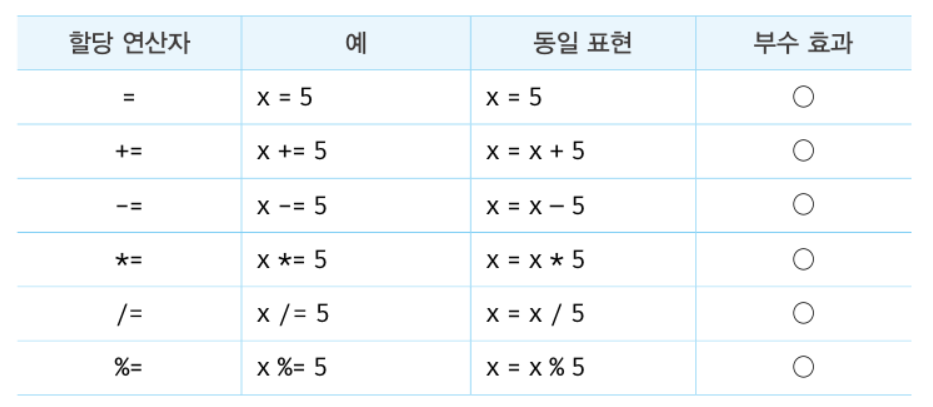 할당 연산자 예 동일 표현 부수 효과
= x = 5 x = 5 ○
+= x += 5 x = x + 5 ○
-= x -= 5 x = x – 5 ○
*= x *= 5 x = x * 5 ○
/= x /= 5 x = x / 5 ○
%= x %= 5 x = x % 5 ○